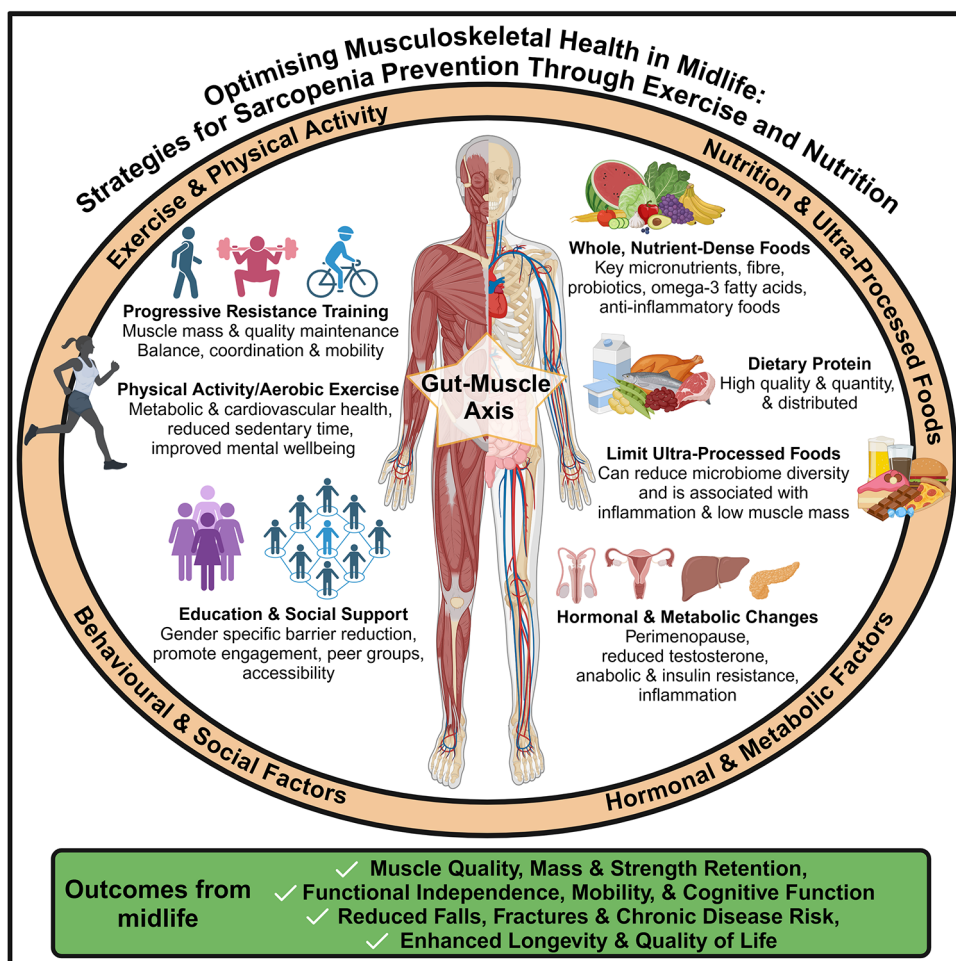 Optimising Musculoskeletal Health in Midlife:
Strategies for Sarcopenia Prevention Through Exercise and Nutrition
Exercise & Physical Activity
Nutrition & Ultra-Processed Foods
Progressive Resistance Training
Muscle mass & quality maintenance
Balance, coordination & mobility
Physical Activity/Aerobic Exercise
Metabolic & cardiovascular health,
reduced sedentary time,
improved mental wellbeing
Education & Social Support
Gender specific barrier reduction,
promote engagement, peer groups,
accessibility
Gut-Muscle
Axis
Whole, Nutrient-Dense Foods
Key micronutrients, fibre,
probiotics, omega-3 fatty acids,
anti-inflammatory foods
Dietary Protein
High quality & quantity,
& distributed
Limit Ultra-Processed Foods
Can reduce microbiome diversity
and is associated with
inflammation & low muscle mass
Hormonal & Metabolic Changes
Perimenopause,
reduced testosterone,
anabolic & insulin resistance,
inflammation
Behavioural & Social Factors
Hormonal & Metabolic Factors
Outcomes from
midlife
✓ Muscle Quality, Mass & Strength Retention,
✓ Functional Independence, Mobility, & Cognitive Function
✓ Reduced Falls, Fractures & Chronic Disease Risk,
✓ Enhanced Longevity & Quality of Life